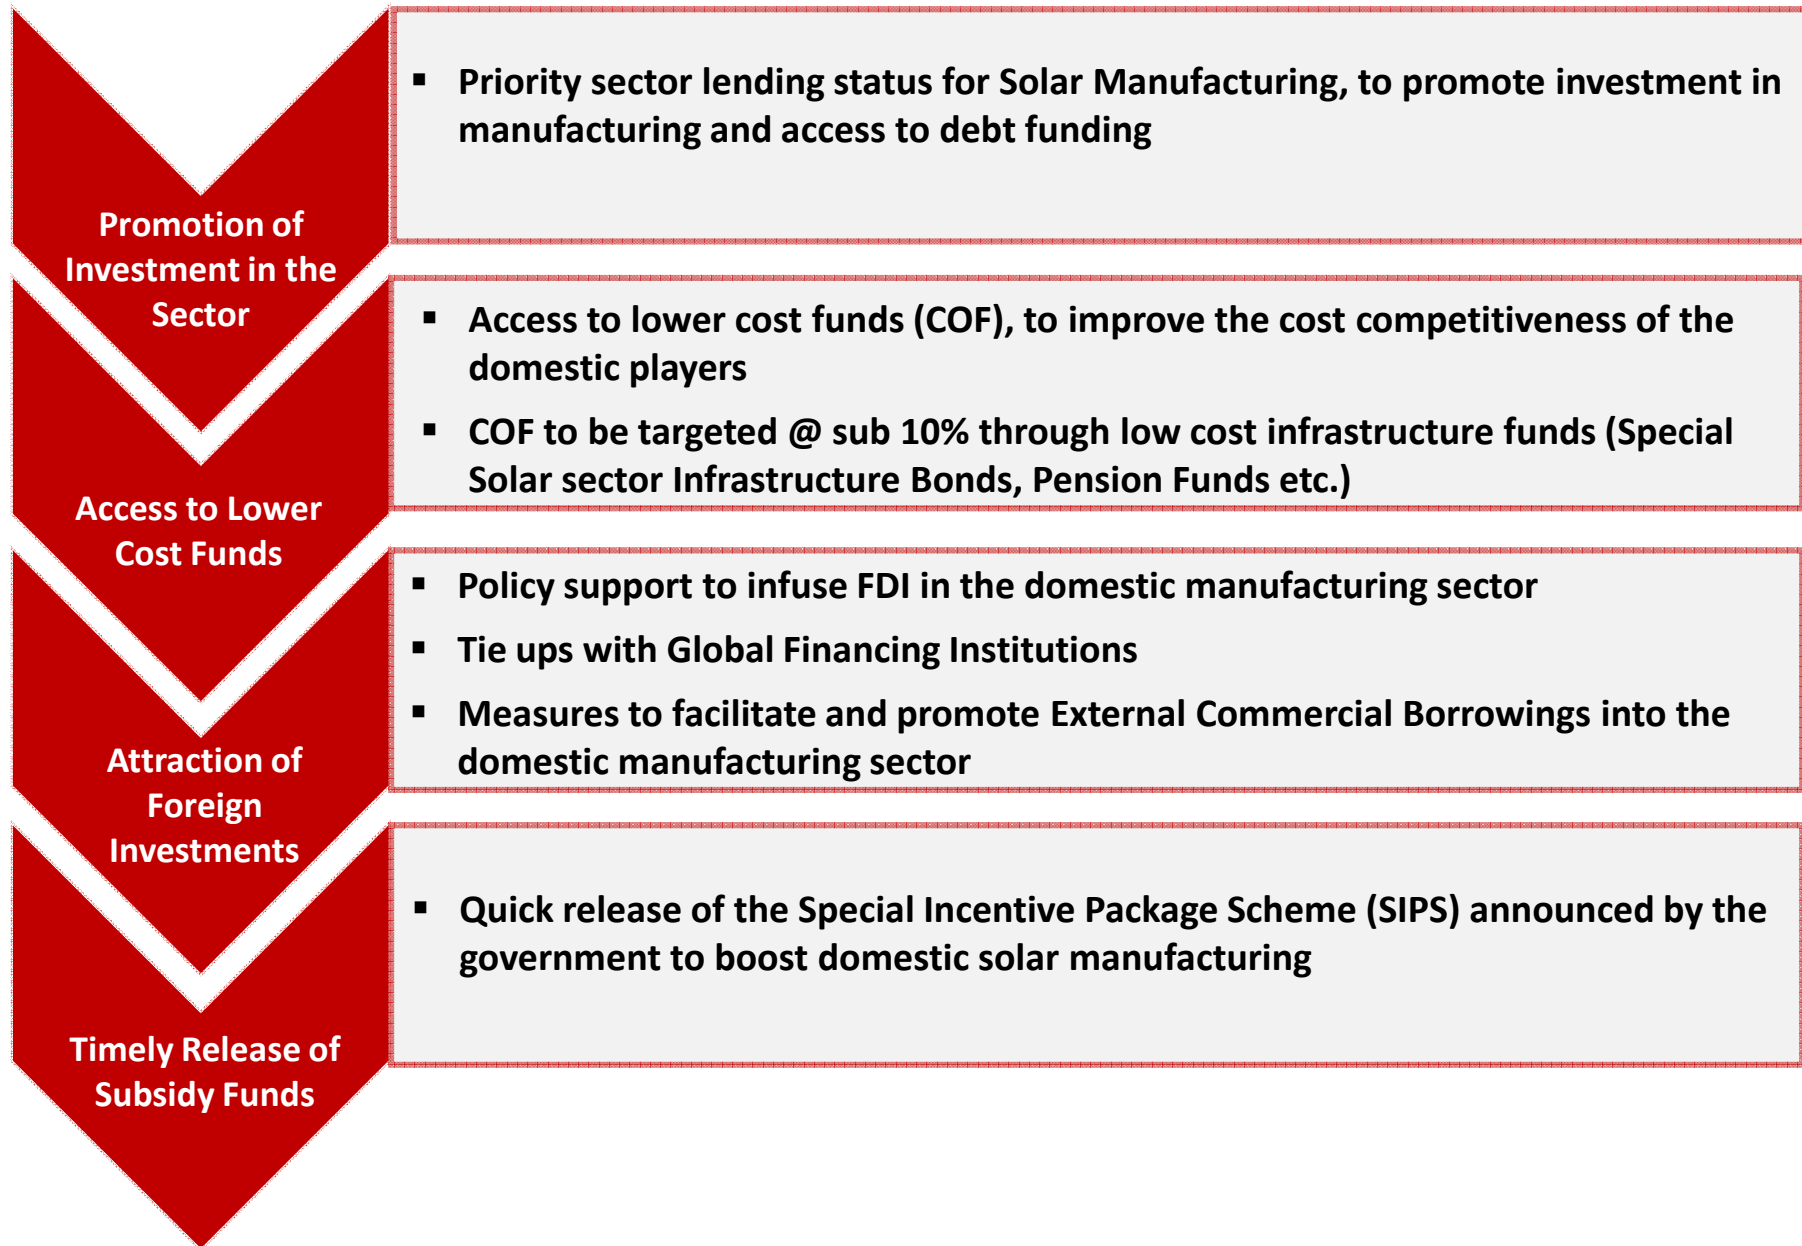 Promotion of
Investment in the
Sector
▪ Priority sector lending status for Solar Manufacturing, to promote investment in
manufacturing and access to debt funding
Access to Lower
Cost Funds
▪ Access to lower cost funds (COF), to improve the cost competitiveness of the
domestic players
▪ COF to be targeted @ sub 10% through low cost infrastructure funds (Special
Solar sector Infrastructure Bonds, Pension Funds etc.)
Attraction of
Foreign
Investments
▪ Policy support to infuse FDI in the domestic manufacturing sector
▪ Tie ups with Global Financing Institutions
▪ Measures to facilitate and promote External Commercial Borrowings into the
domestic manufacturing sector
Timely Release of
Subsidy Funds
▪ Quick release of the Special Incentive Package Scheme (SIPS) announced by the
government to boost domestic solar manufacturing